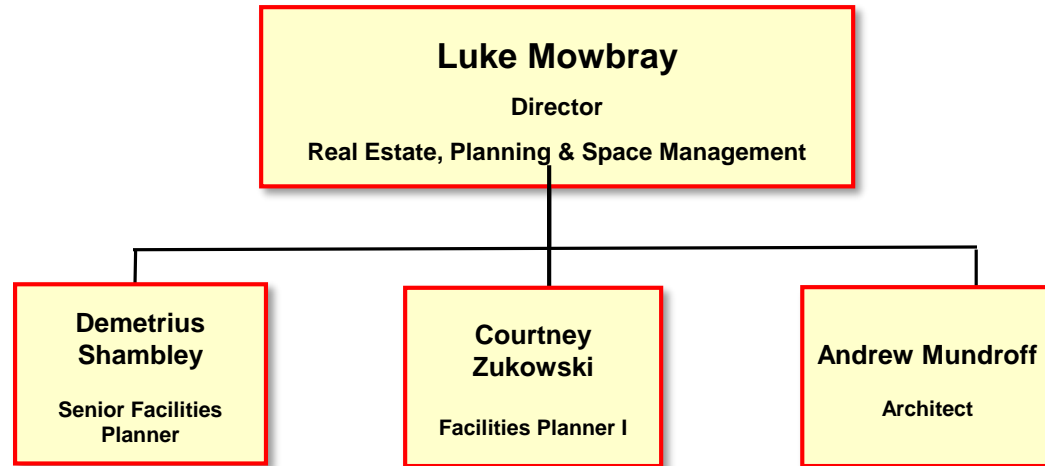 Luke Mowbray
Director
Real Estate, Planning & Space Management
Demetrius
Shambley
Senior Facilities
Planner
Courtney
Zukowski
Facilities Planner I
Andrew Mundroff
Architect